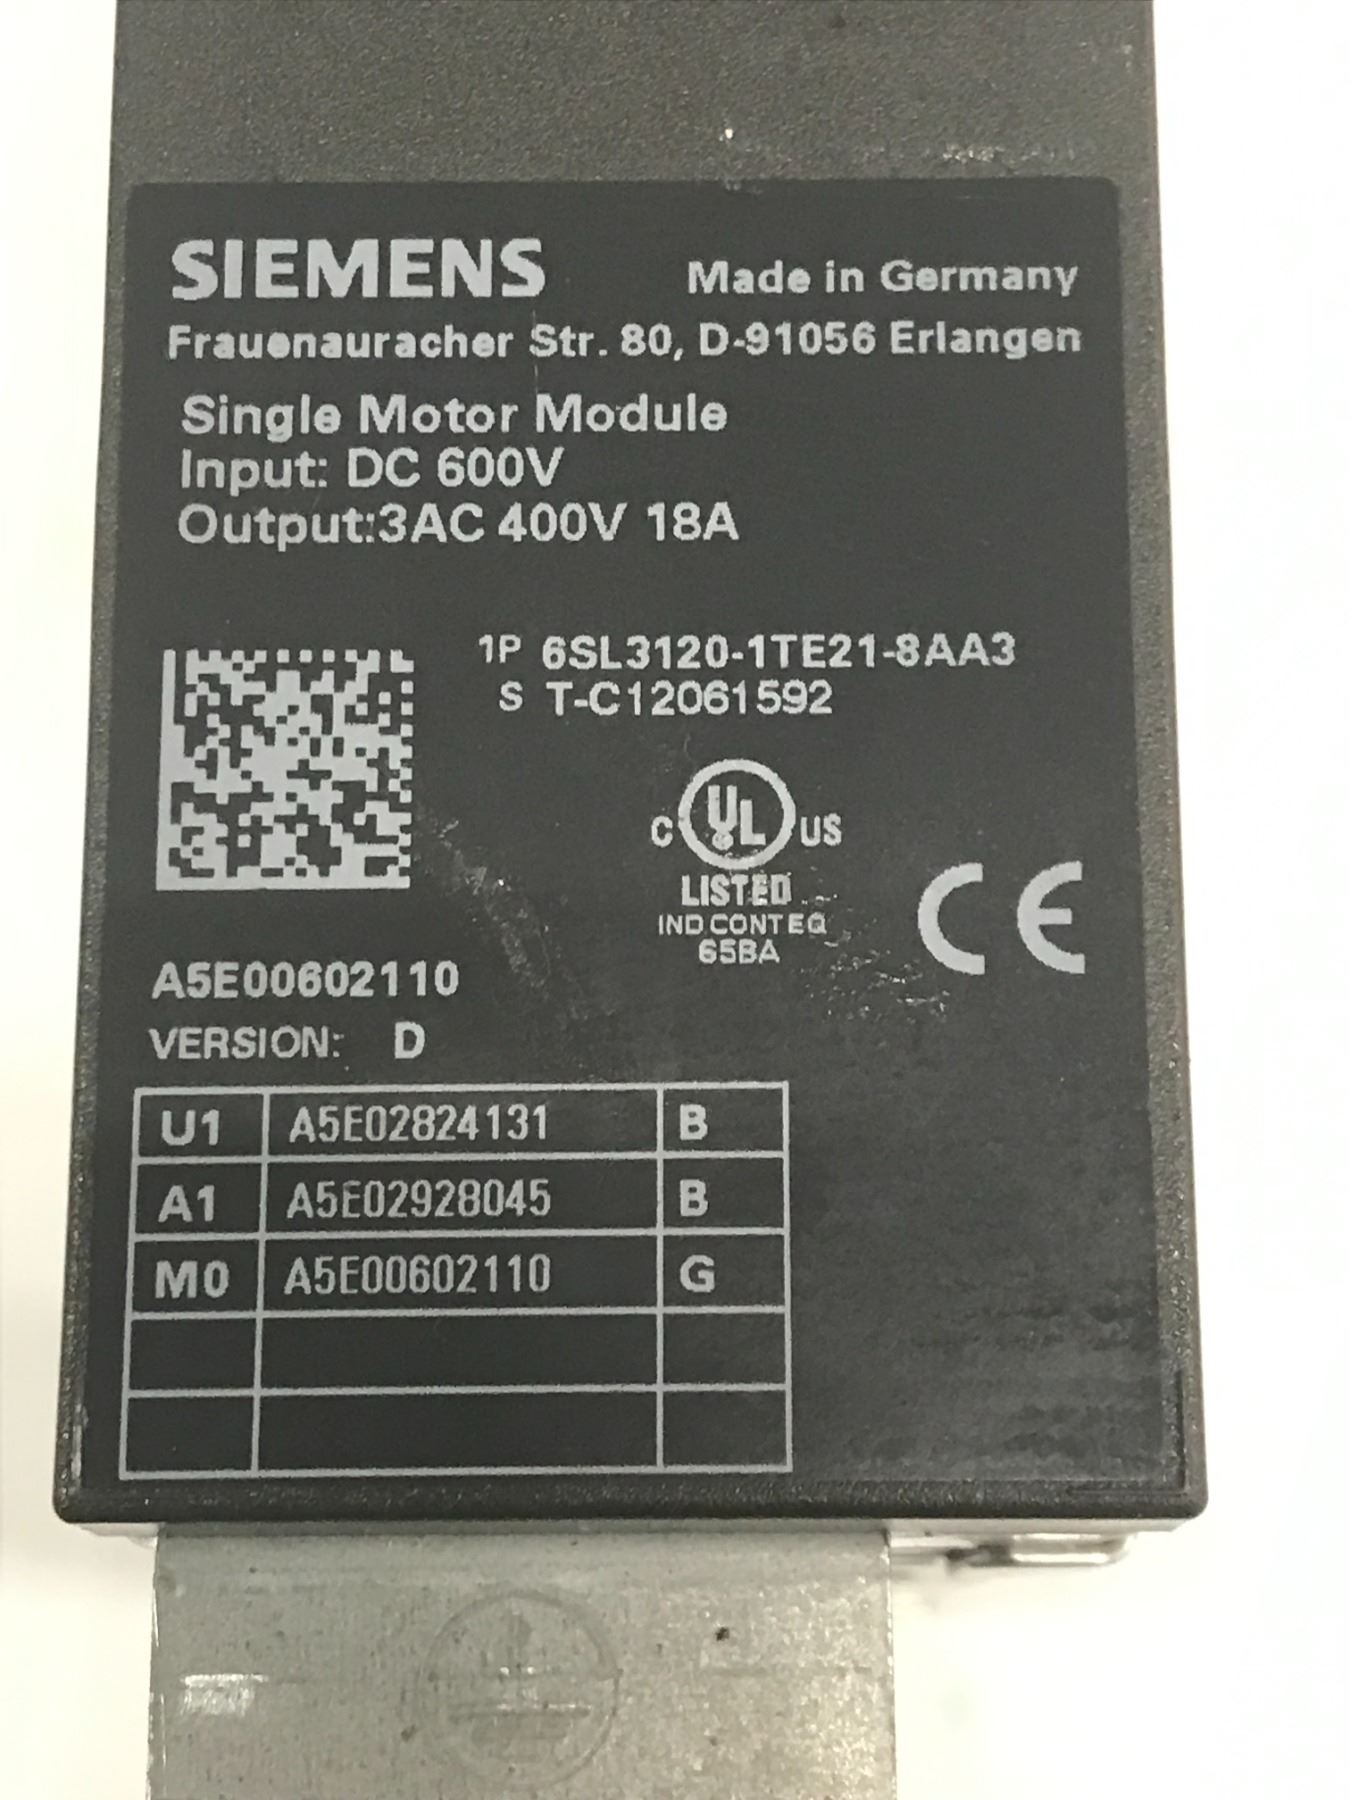 SIEMENS Made in Germany
Frauenauracher Str. 80, D-91056 Erlangen
Single Motor Module
Input: DC 600V
Output:3AC 400V 18A
1P 6SL3120-1TE21-8AA3
S T-C12061592
C UL US
LISTED
IND CONT EQ
65BA
CE
A5E00602110
VERSION: D
U1 A5E02824131 B
A1 A5E02928045 B
M0 A5E00602110 G